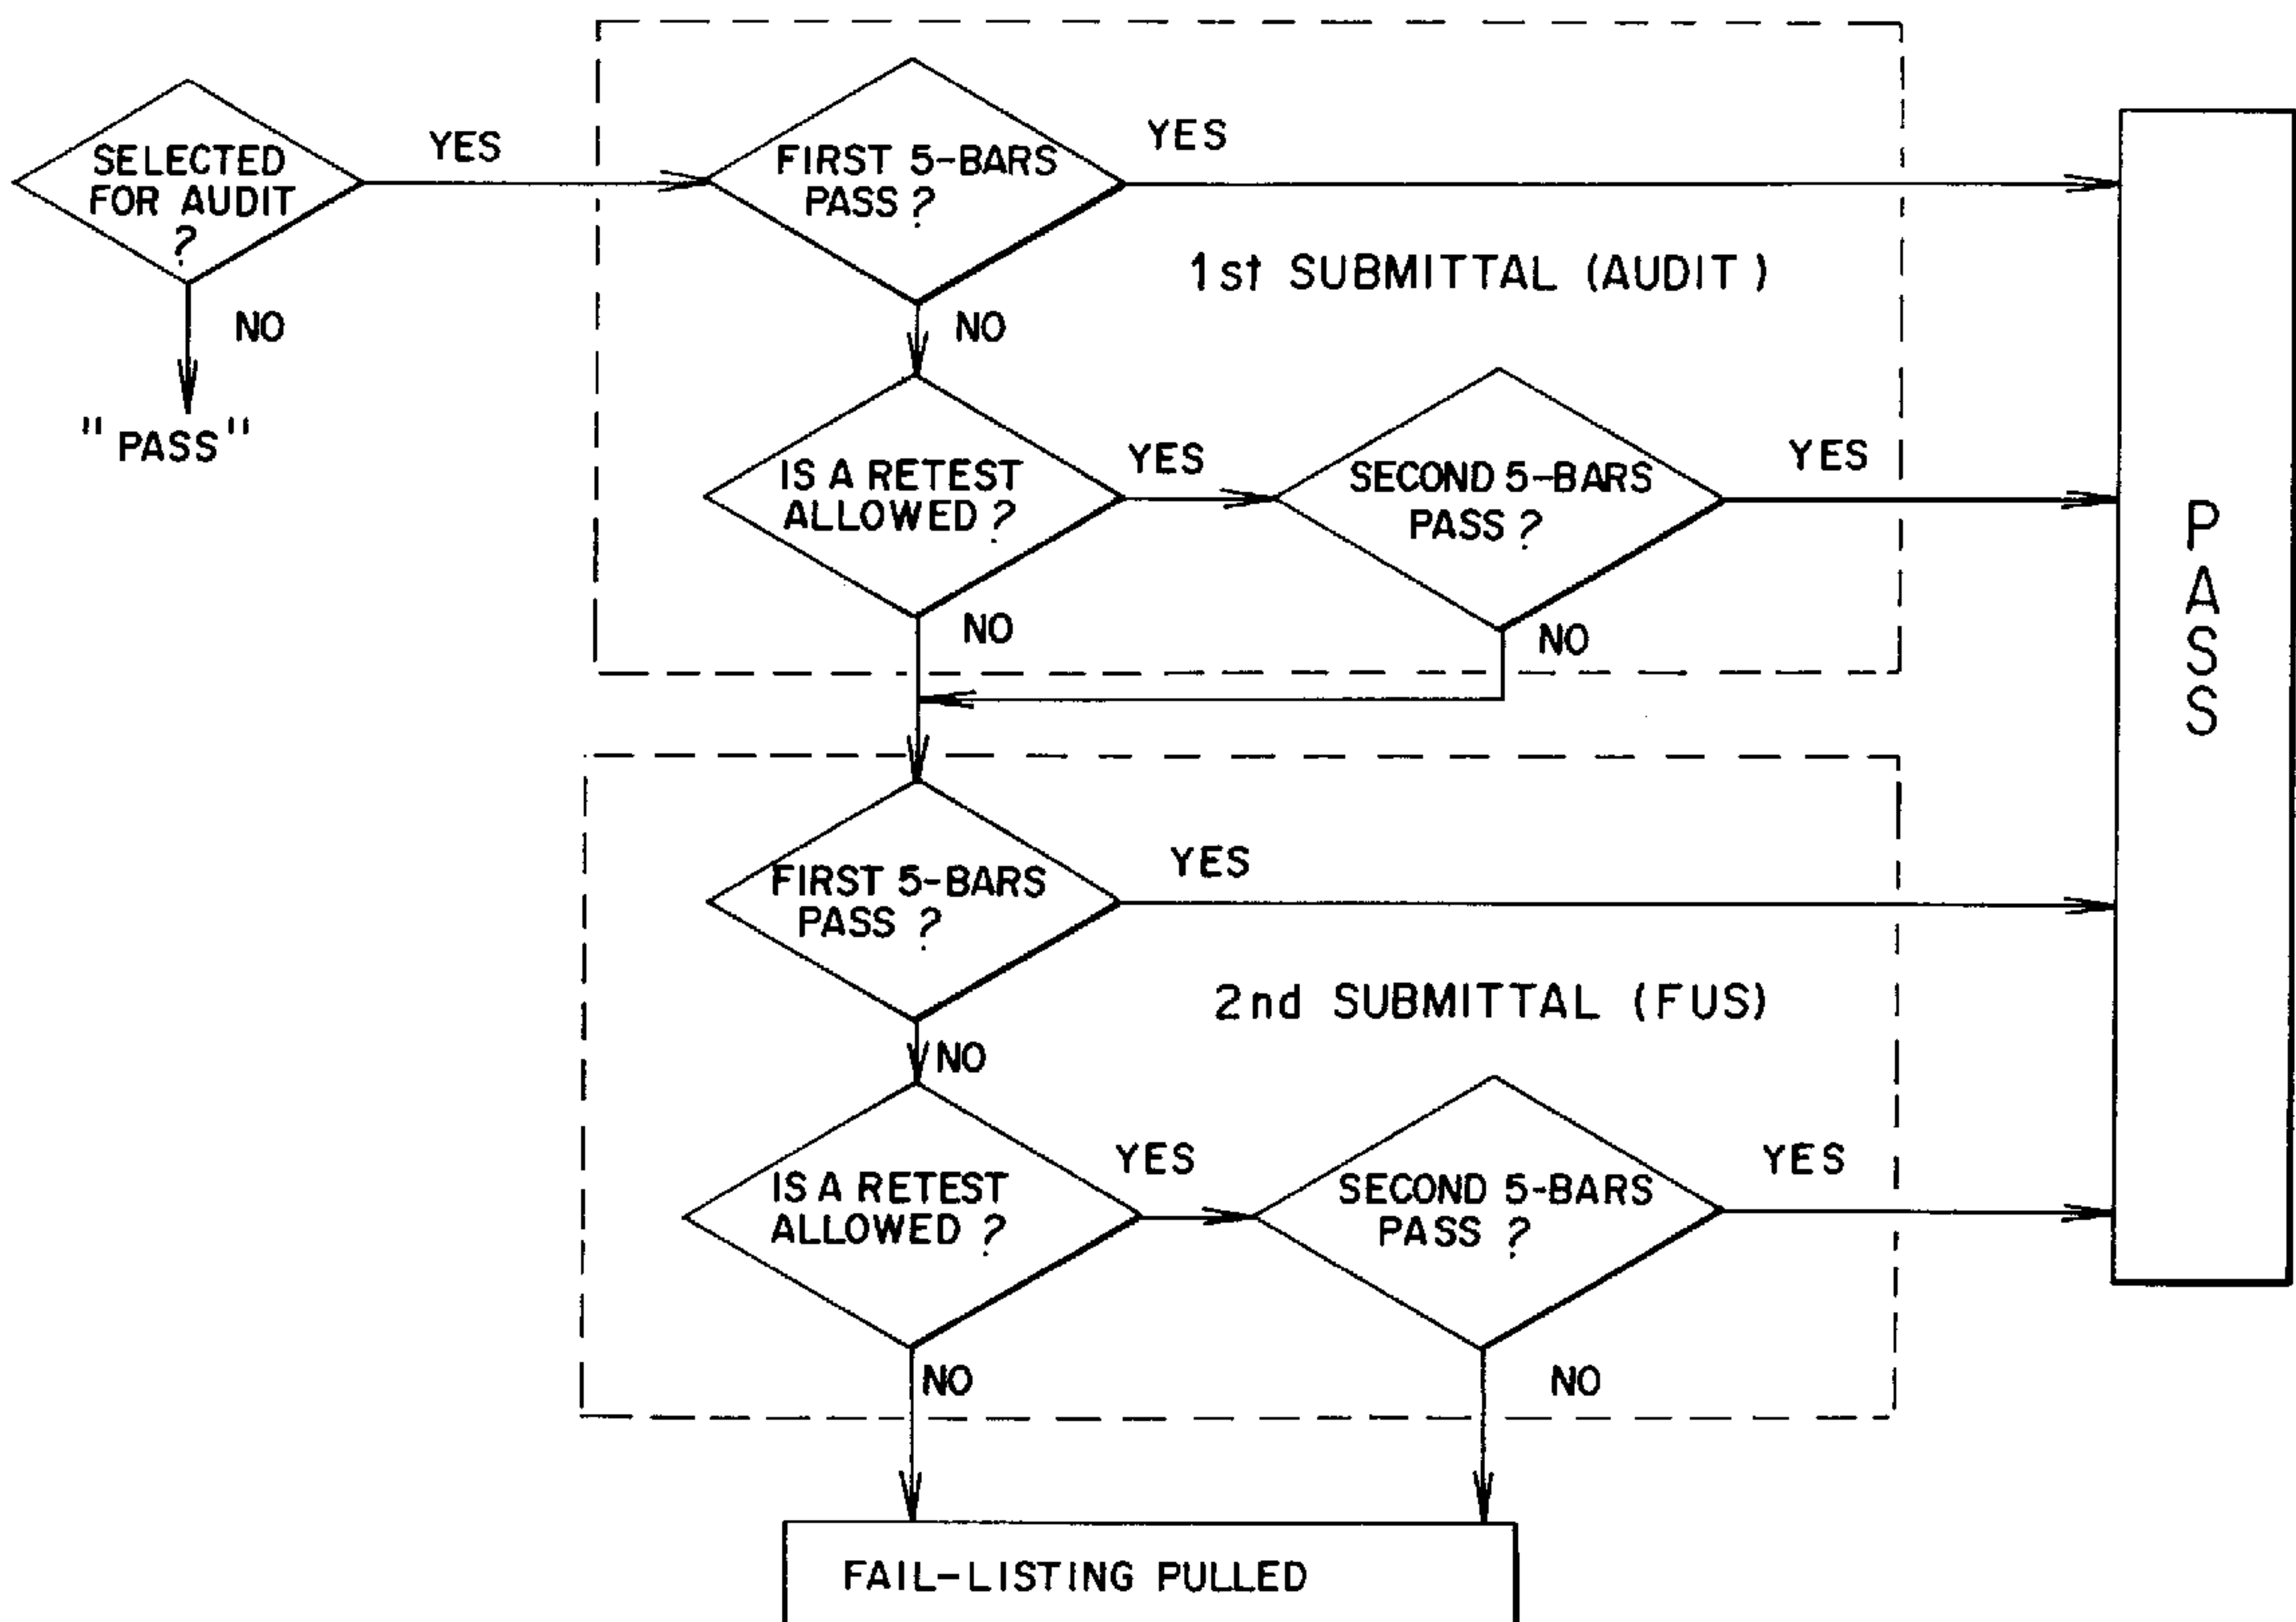 SELECTED
FOR AUDIT
?
YES
NO
"PASS"
FIRST 5-BARS
PASS ?
YES
1st SUBMITTAL (AUDIT)
NO
IS A RETEST
ALLOWED ?
YES
SECOND 5-BARS
PASS ?
YES
NO
NO
FIRST 5-BARS
PASS ?
YES
2nd SUBMITTAL (FUS)
NO
IS A RETEST
ALLOWED ?
YES
SECOND 5-BARS
PASS ?
YES
NO
NO
FAIL-LISTING PULLED
PASS